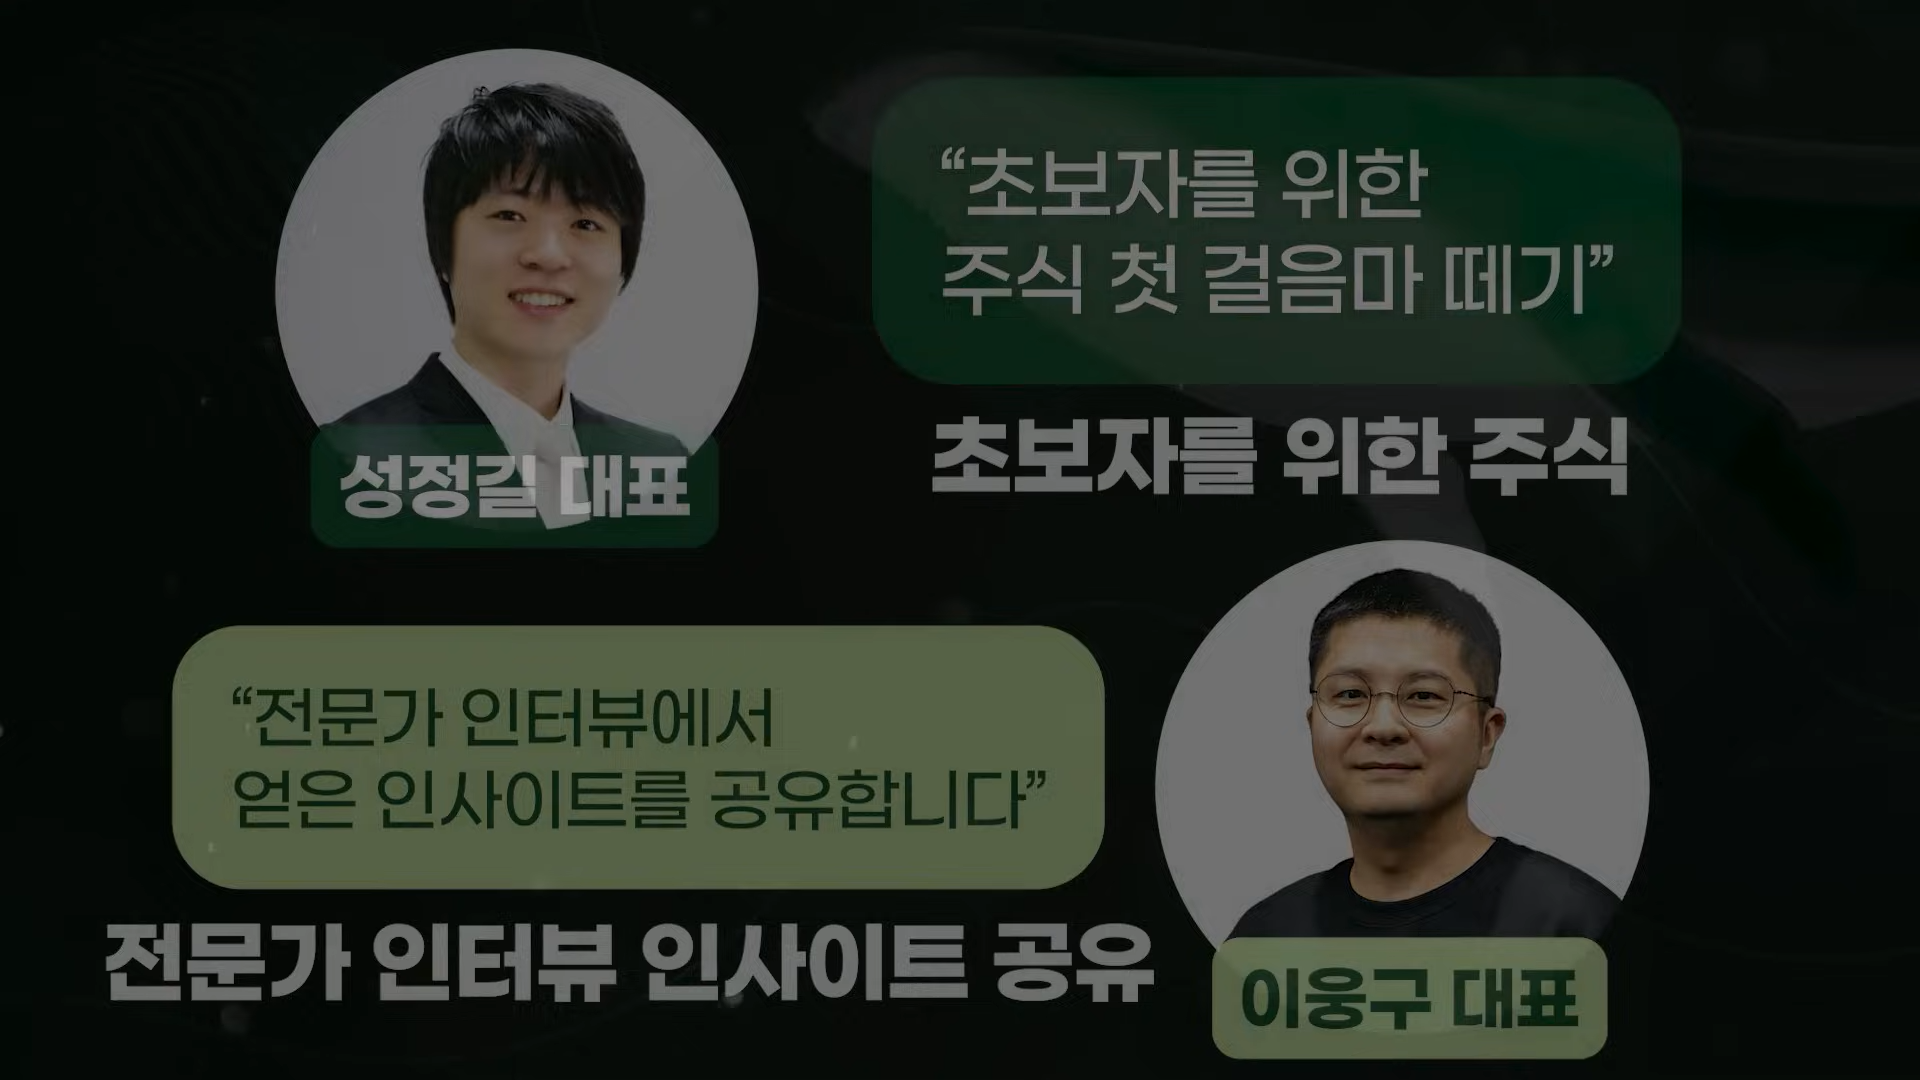 “초보자를 위한
주식 첫 걸음마 떼기”
초보자를 위한 주식
성정길 대표
“전문가 인터뷰에서
얻은 인사이트를 공유합니다”
전문가 인터뷰 인사이트 공유
이웅구 대표